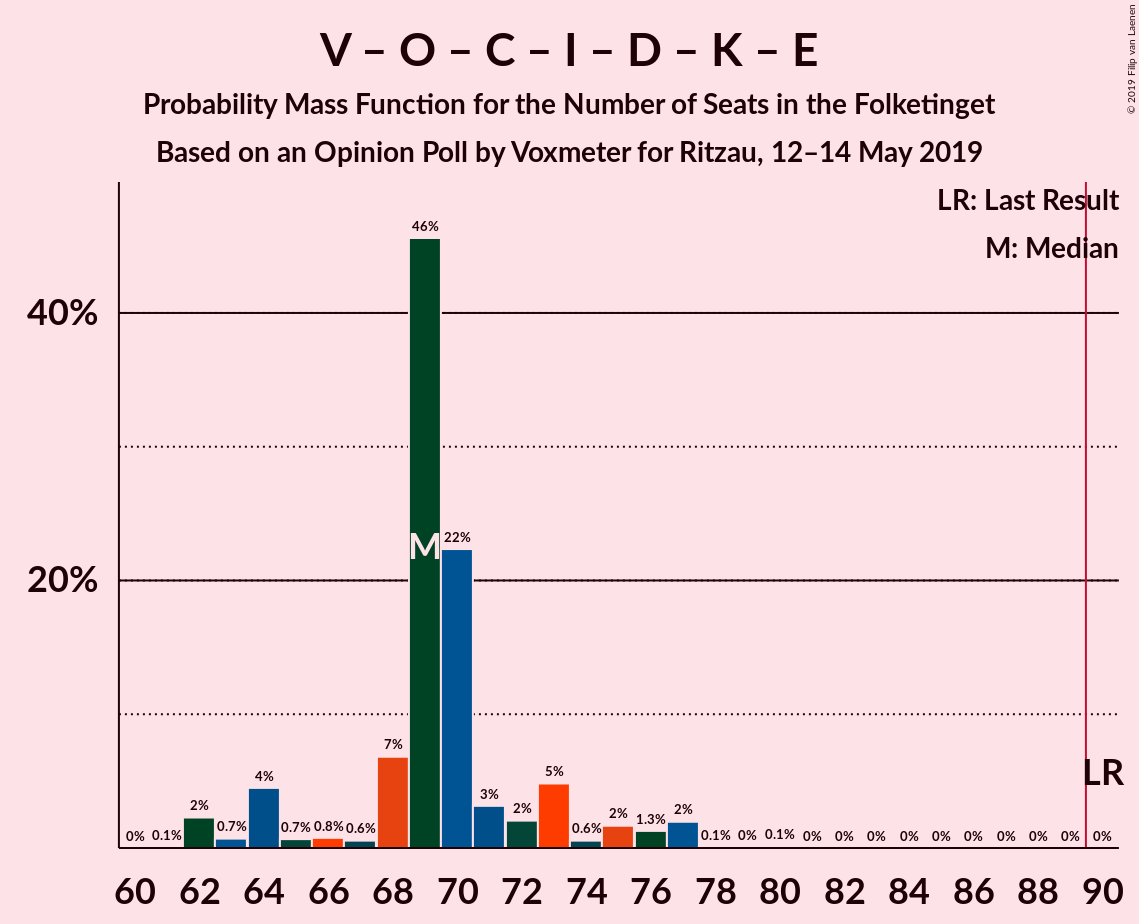 V – O – C – I – D – K – E
Probability Mass Function for the Number of Seats in the Folketinget
Based on an Opinion Poll by Voxmeter for Ritzau, 12–14 May 2019
© 2019 Filip van Laenen
LR: Last Result
M: Median
46%
40%
M 22%
20%
7%
4% 5%
LR
2% 0.7% 0.7% 0.8% 0.6% 3% 2% 0.6% 2% 1.3% 2%
0% 0.1% 0.1% 0% 0.1% 0% 0% 0% 0% 0% 0% 0% 0% 0% 0%
60 62 64 66 68 70 72 74 76 78 80 82 84 86 88 90